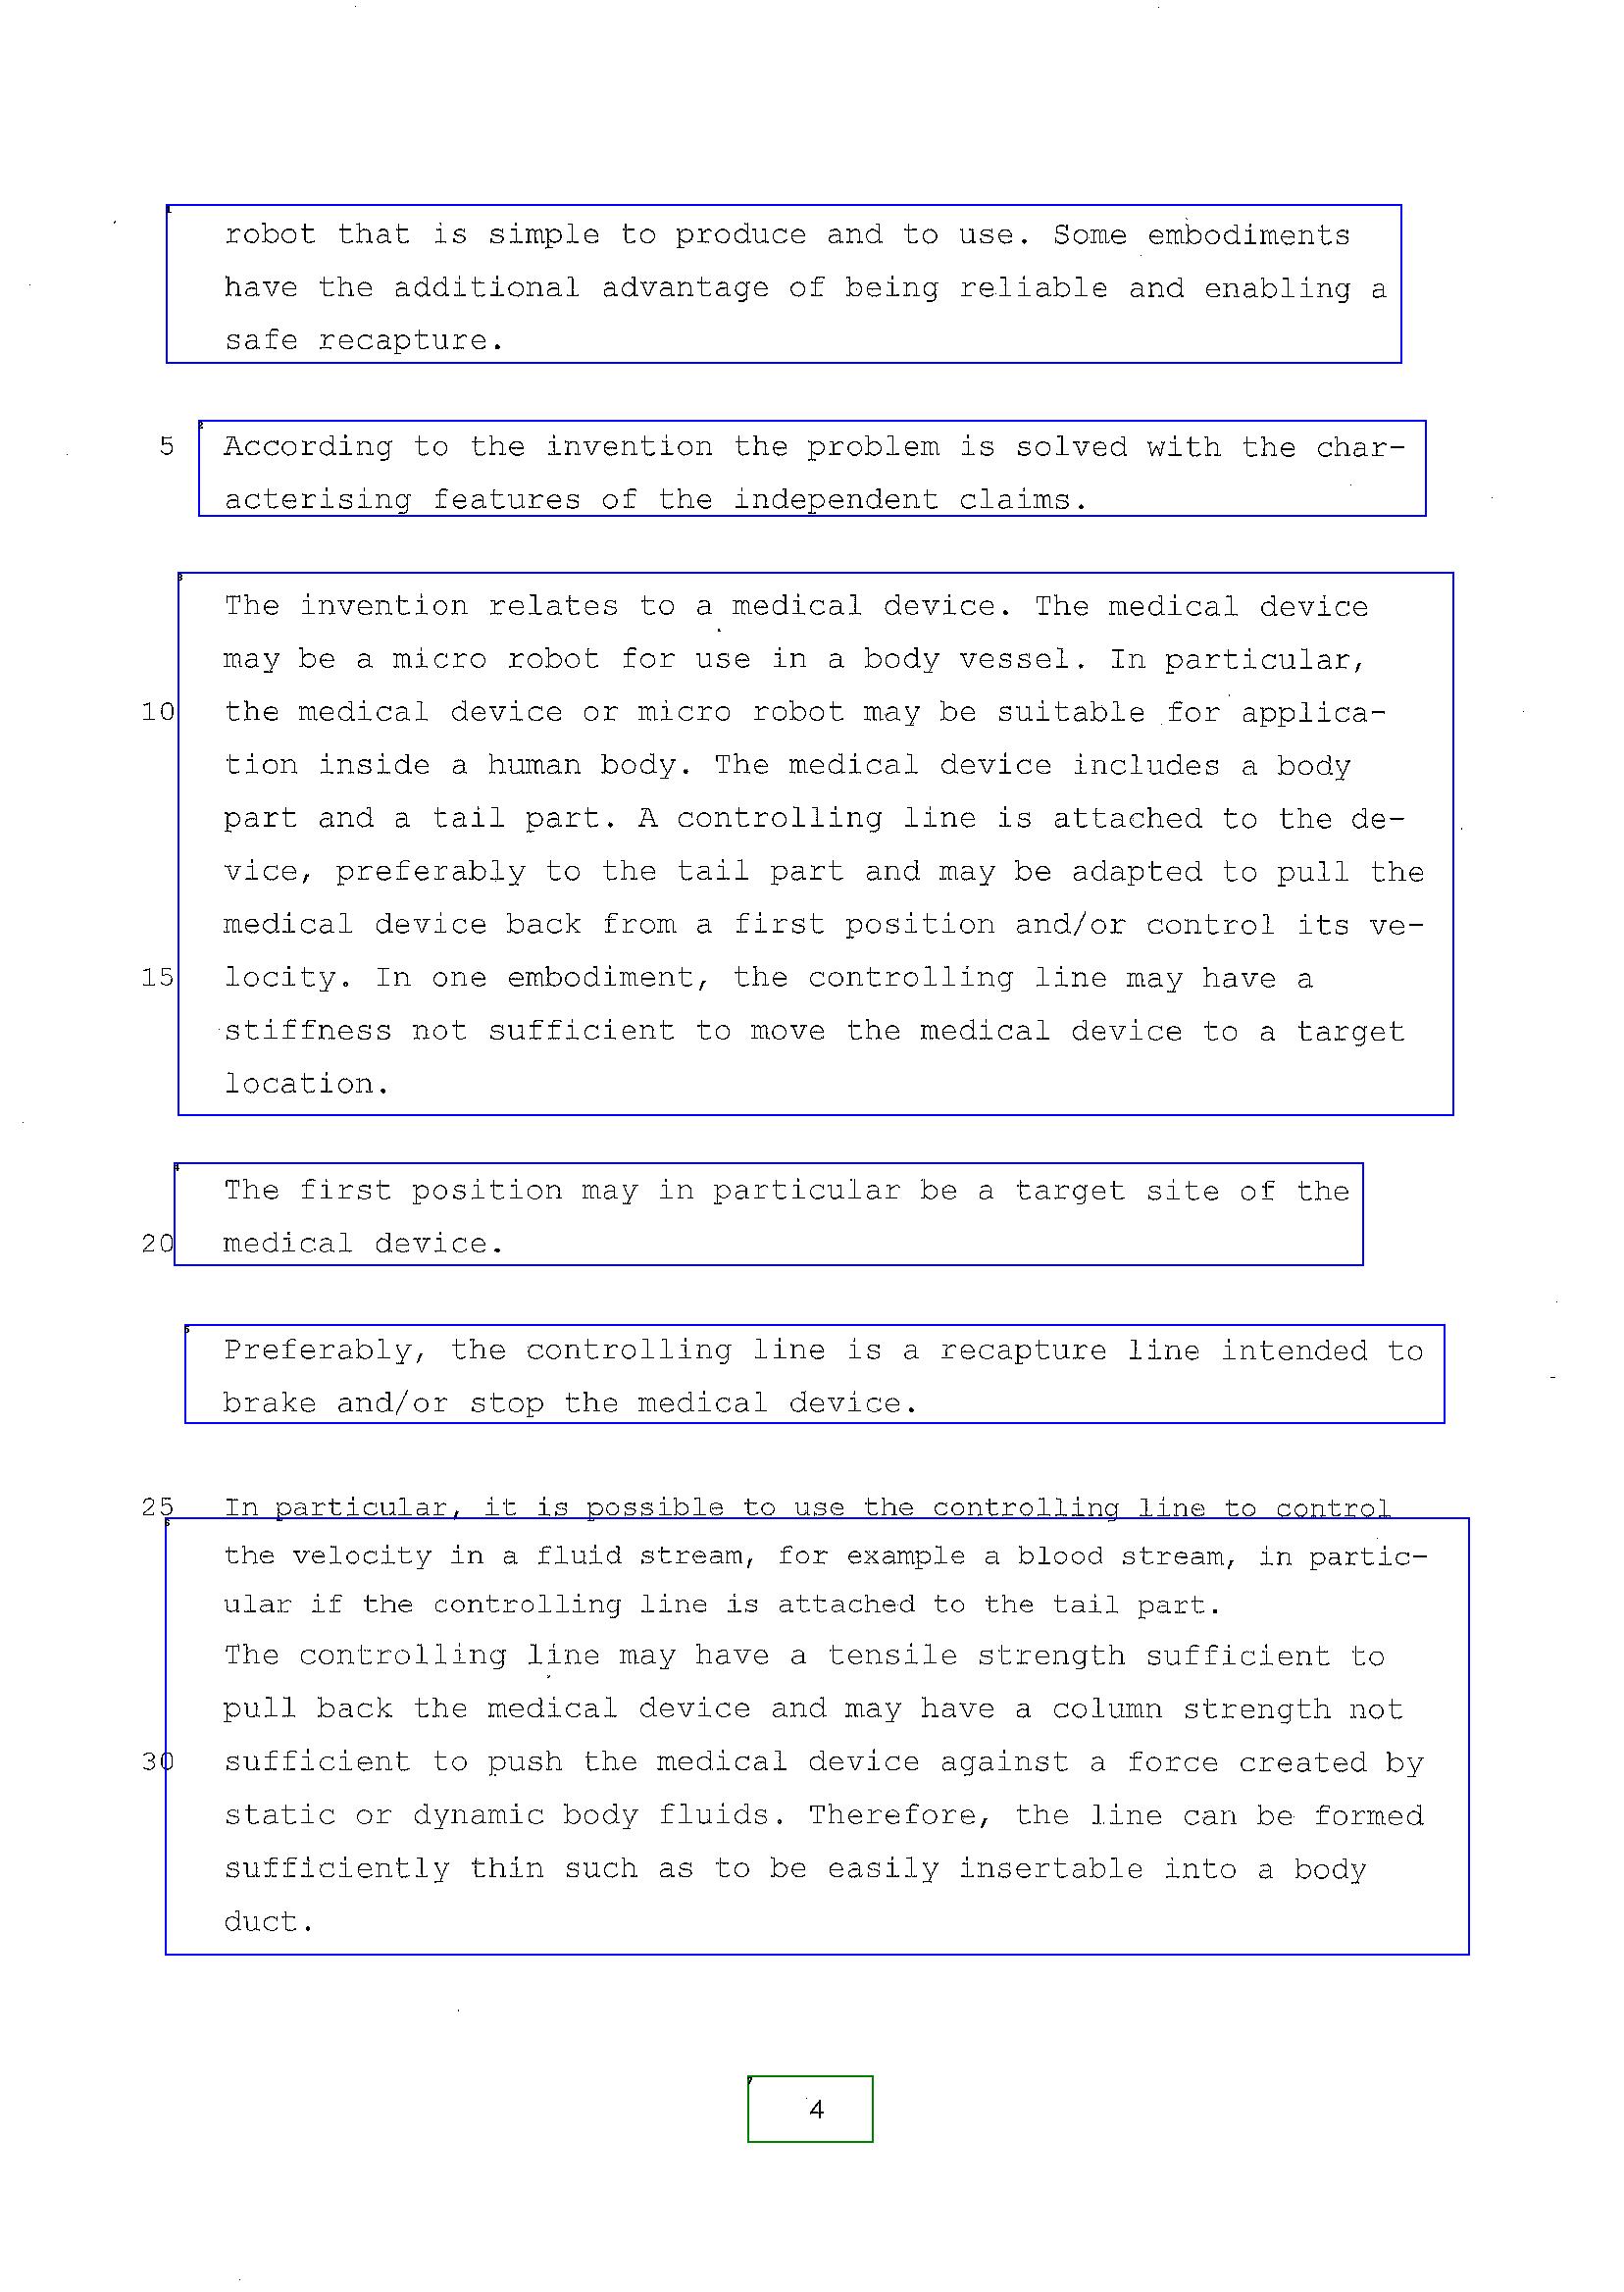 robot that is simple to produce and to use. Some embodiments
have the additional advantage of being reliable and enabling a
safe recapture.
5 According to the invention the problem is solved with the char-
acterising features of the independent claims.
The invention relates to a medical device. The medical device
may be a micro robot for use in a body vessel. In particular,
10 the medical device or micro robot may be suitable for applica-
tion inside a human body. The medical device includes a body
part and a tail part. A controlling line is attached to the de-
vice, preferably to the tail part and may be adapted to pull the
medical device back from a first position and/or control its ve-
15 locity. In one embodiment, the controlling line may have a
stiffness not sufficient to move the medical device to a target
location.
The first position may in particular be a target site of the
20 medical device.
Preferably, the controlling line is a recapture line intended to
brake and/or stop the medical device.
25 In particular, it is possible to use the controlling line to control
the velocity in a fluid stream, for example a blood stream, in partic-
ular if the controlling line is attached to the tail part.
The controlling line may have a tensile strength sufficient to
pull back the medical device and may have a column strength not
30 sufficient to push the medical device against a force created by
static or dynamic body fluids. Therefore, the line can be formed
sufficiently thin such as to be easily insertable into a body
duct.
4